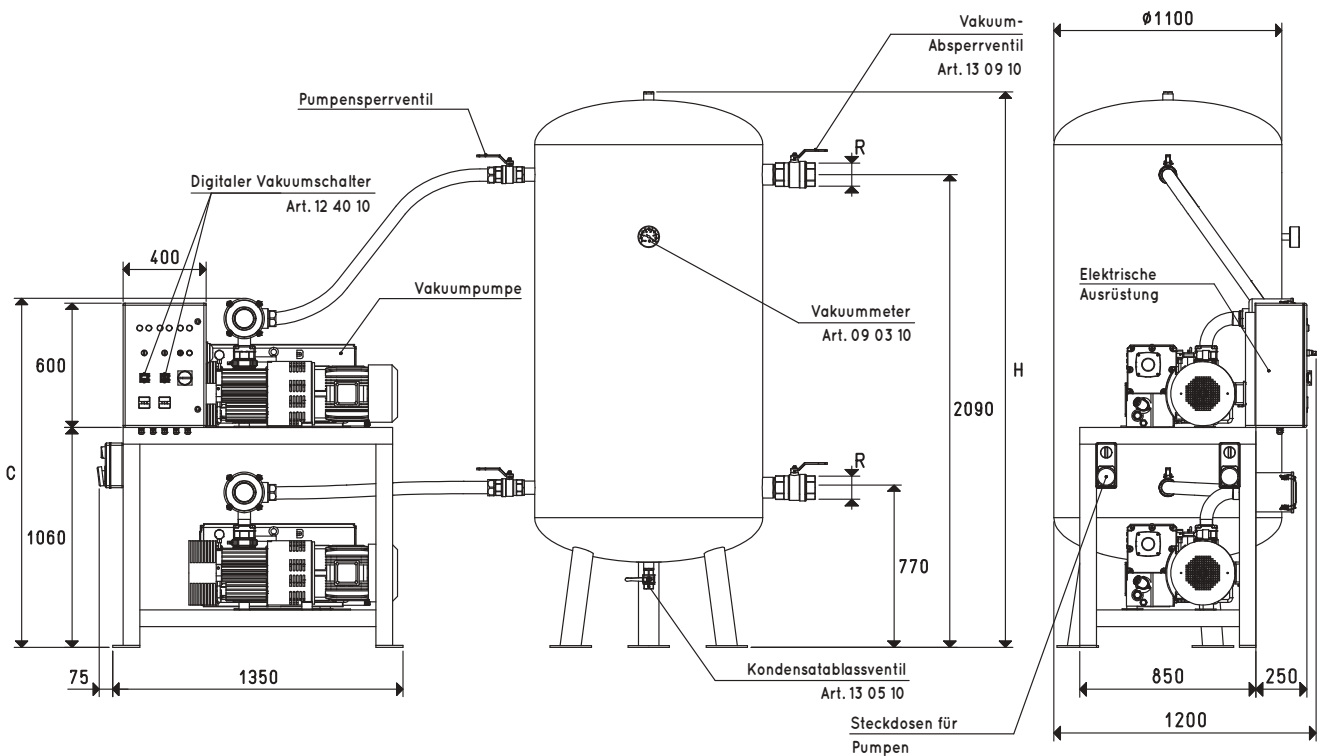 Vakuum-
Absperrventil
Art. 13 09 10
ø1100
Pumpensperrventil
R
Digitaler Vakuumschalter
Art. 12 40 10
400
Vakuumpumpe
Vakuummeter
Art. 09 03 10
Elektrische
Ausrüstung
600
H
2090
C
R
1060
770
75
1350
Kondensatablassventil
Art. 13 05 10
850
250
Steckdosen für
Pumpen
1200